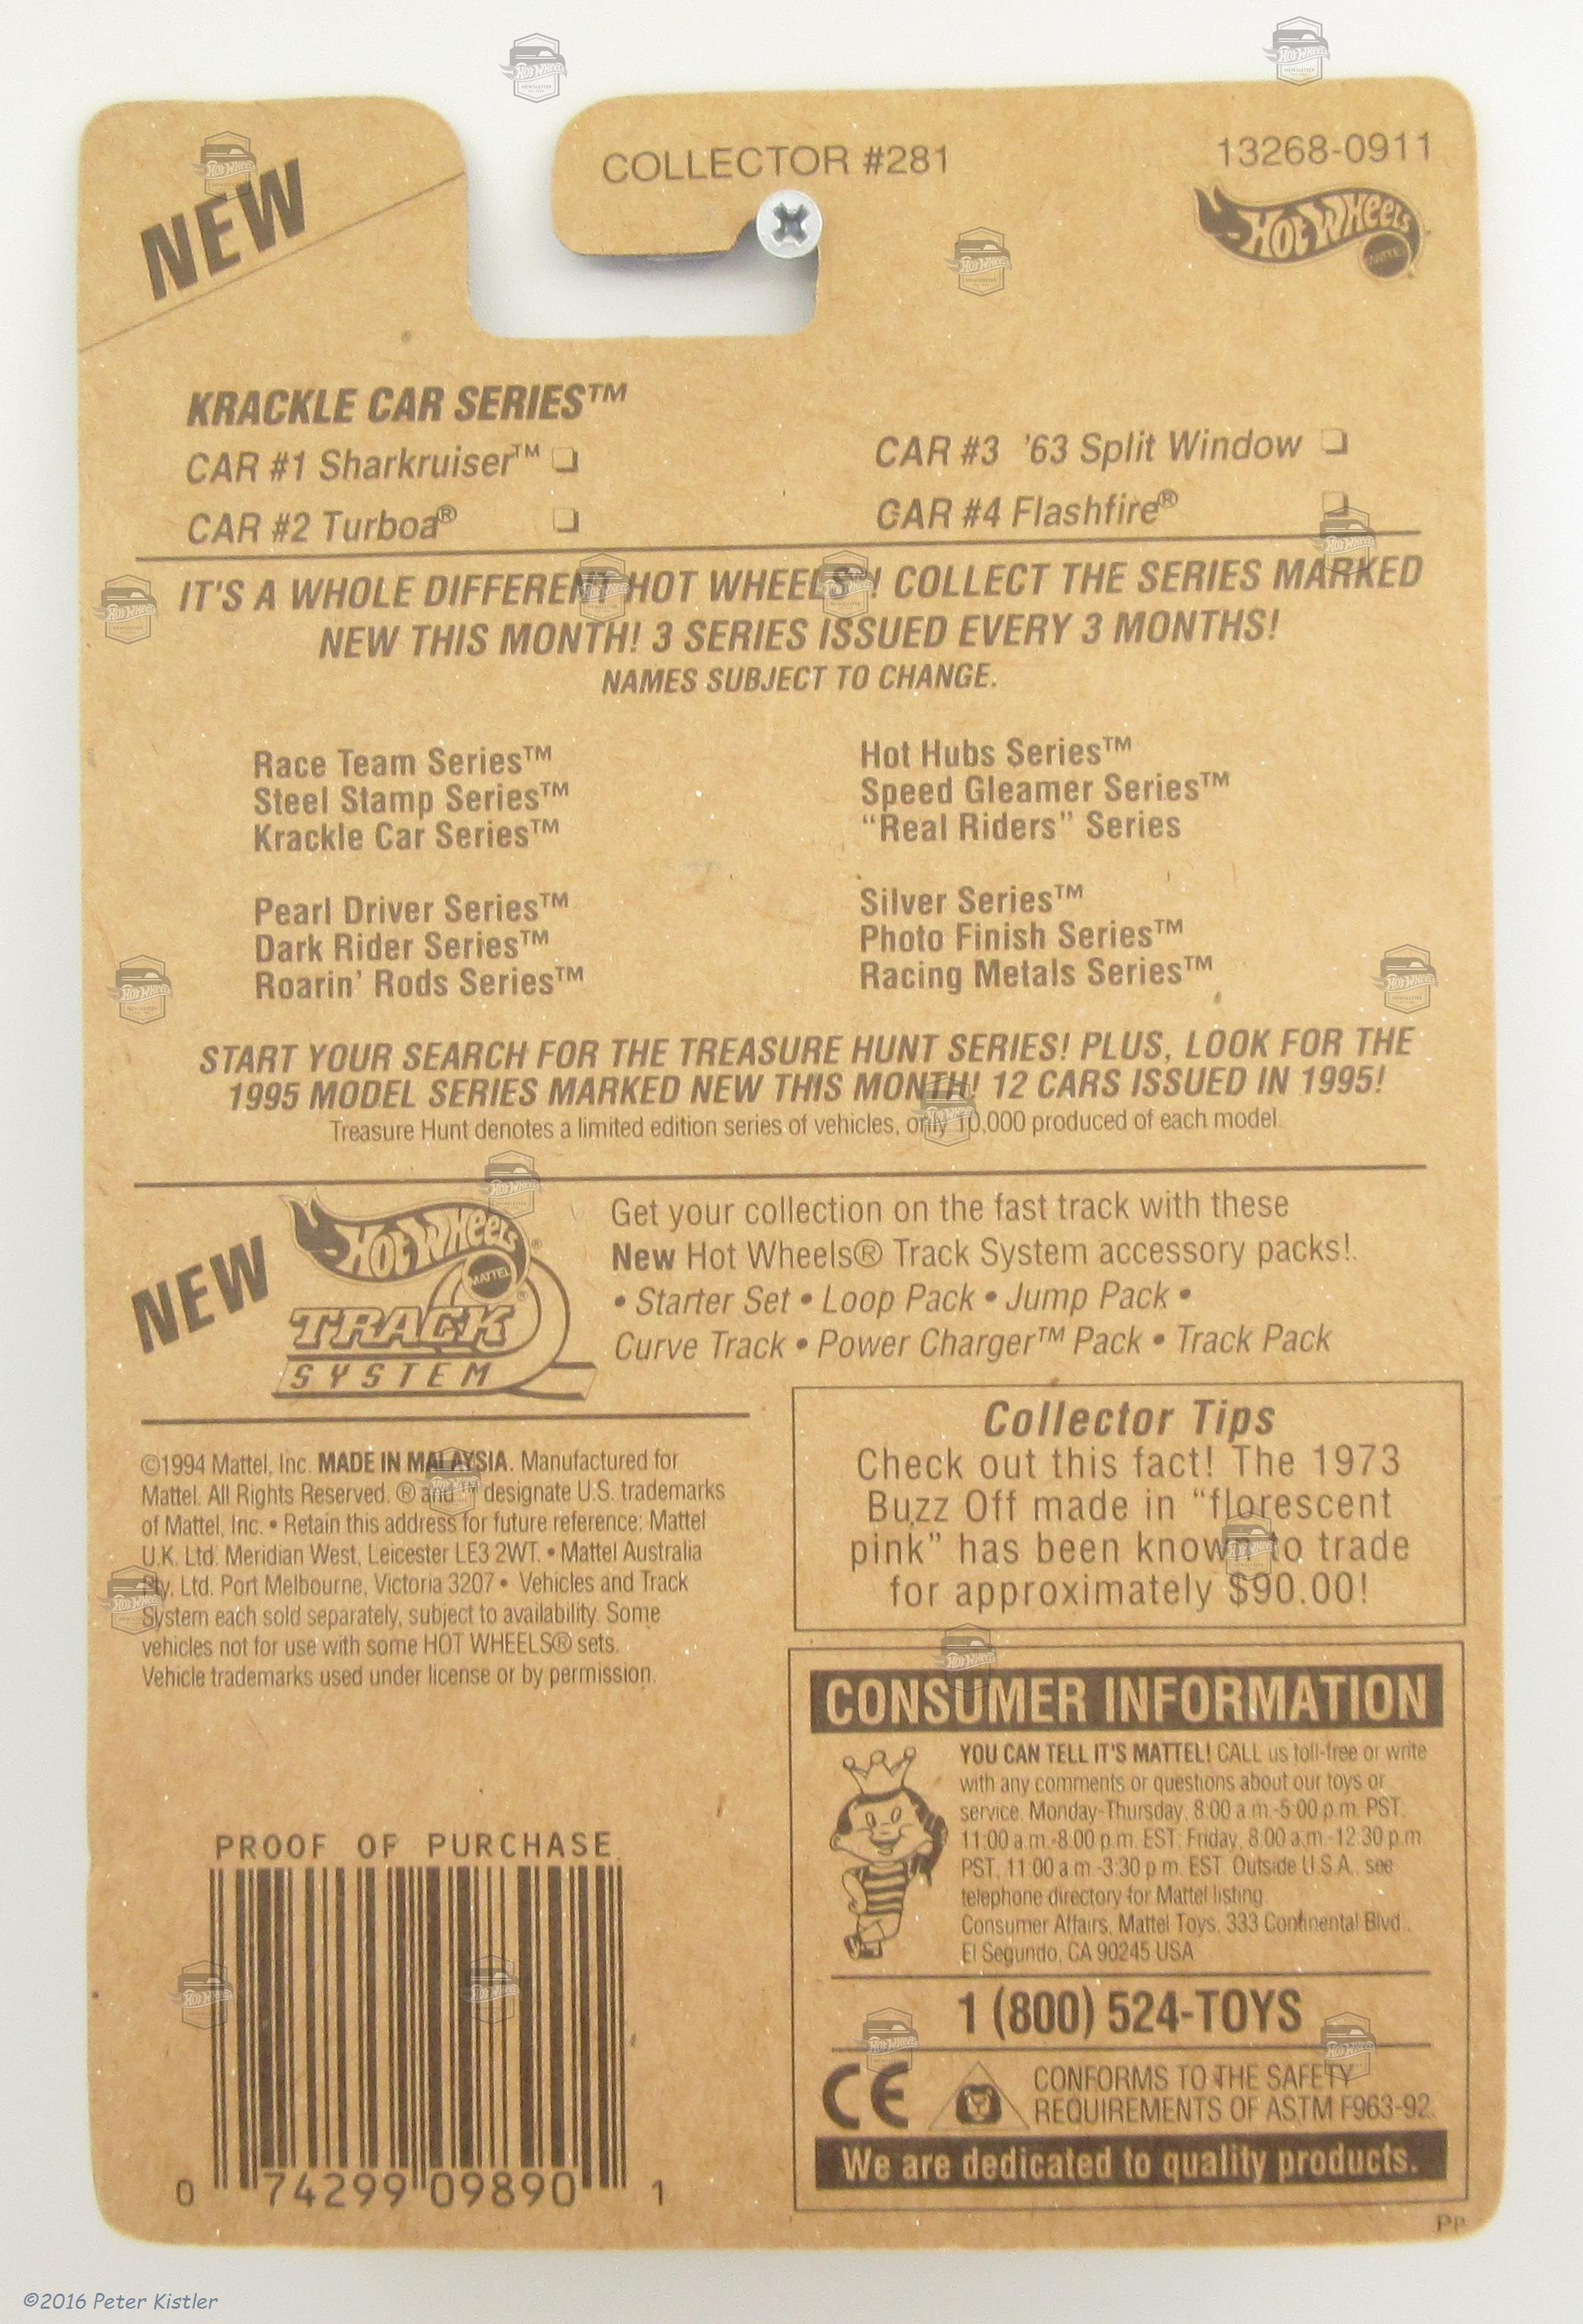 COLLECTOR #281
13268-0911
NEW
HOT WHEELS
MATTEL
KRACKLE CAR SERIES™
CAR #1 Sharkruiser™ ❑
CAR #2 Turboa® ❑
CAR #3 '63 Split Window ❑
CAR #4 Flashfire® ❑
IT'S A WHOLE DIFFERENT HOT WHEELS™! COLLECT THE SERIES MARKED
NEW THIS MONTH! 3 SERIES ISSUED EVERY 3 MONTHS!
NAMES SUBJECT TO CHANGE.
Race Team Series™
Steel Stamp Series™
Krackle Car Series™
Hot Hubs Series™
Speed Gleamer Series™
“Real Riders” Series
Pearl Driver Series™
Dark Rider Series™
Roarin’ Rods Series™
Silver Series™
Photo Finish Series™
Racing Metals Series™
START YOUR SEARCH FOR THE TREASURE HUNT SERIES! PLUS, LOOK FOR THE
1995 MODEL SERIES MARKED NEW THIS MONTH! 12 CARS ISSUED IN 1995!
Treasure Hunt denotes a limited edition series of vehicles, only 10,000 produced of each model.
NEW
HOT WHEELS®
MATTEL
TRACK®
SYSTEM
Get your collection on the fast track with these
New Hot Wheels® Track System accessory packs!.
• Starter Set • Loop Pack • Jump Pack •
Curve Track • Power Charger™ Pack • Track Pack
©1994 Mattel, Inc. MADE IN MALAYSIA. Manufactured for
Mattel. All Rights Reserved. ® and ™ designate U.S. trademarks
of Mattel, Inc. • Retain this address for future reference: Mattel
U.K. Ltd. Meridian West, Leicester LE3 2WT. • Mattel Australia
Pty. Ltd. Port Melbourne, Victoria 3207 • Vehicles and Track
System each sold separately, subject to availability. Some
vehicles not for use with some HOT WHEELS® sets.
Vehicle trademarks used under license or by permission.
Collector Tips
Check out this fact! The 1973
Buzz Off made in “florescent
pink” has been known to trade
for approximately $90.00!
CONSUMER INFORMATION
YOU CAN TELL IT'S MATTEL! CALL us toll-free or write
with any comments or questions about our toys or
service. Monday-Thursday, 8:00 a.m.-5:00 p.m. PST,
11:00 a.m.-8:00 p.m. EST; Friday, 8:00 a.m.-12:30 p.m.
PST, 11:00 a.m.-3:30 p.m. EST. Outside U.S.A., see
telephone directory for Mattel listing.
Consumer Affairs, Mattel Toys, 333 Continental Blvd.,
El Segundo, CA 90245 USA
1 (800) 524-TOYS
CE
CONFORMS TO THE SAFETY
REQUIREMENTS OF ASTM F963-92.
We are dedicated to quality products.
PROOF OF PURCHASE
0 74299 09890 1
PP
©2016 Peter Kistler